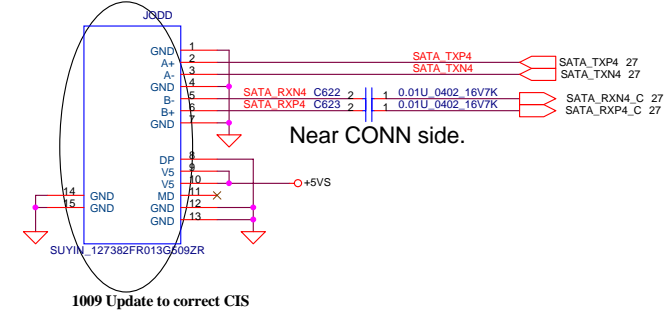 JODD
GND 1
A+ 2 SATA_TXP4 SATA_TXP4 27
A- 3 SATA_TXN4 SATA_TXN4 27
GND 4
B- 5 SATA_RXN4 C622 2 1 0.01U_0402_16V7K SATA_RXN4_C 27
B+ 6 SATA_RXP4 C623 2 1 0.01U_0402_16V7K SATA_RXP4_C 27
GND 7
Near CONN side.
DP 8
V5 9
V5 10 +5VS
MD 11
14 GND
GND 12
15 GND
GND 13
SUYIN_127382FR013G509ZR
1009 Update to correct CIS